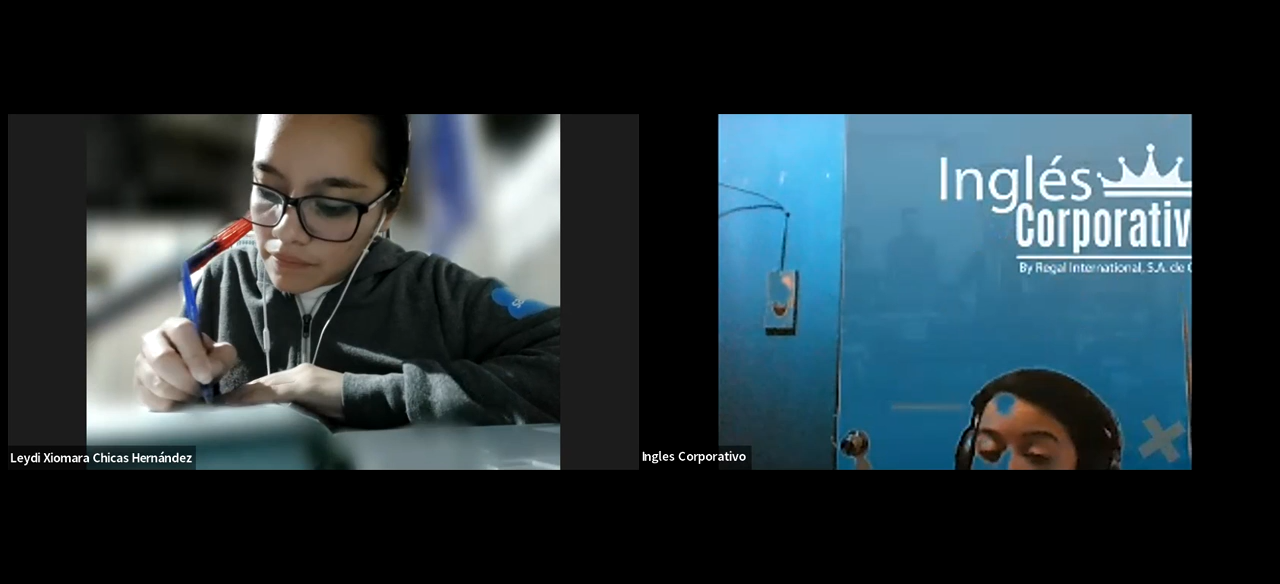 Leydi Xiomara Chicas Hernández
Inglés
Corporativ
By Regal International, S.A. de C
Ingles Corporativo